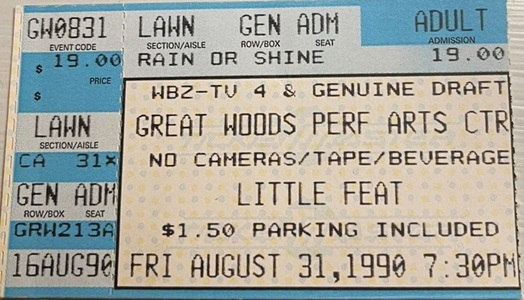 GW0831 LAWN GEN ADM ADULT
EVENT CODE SECTION/AISLE ROW/BOX SEAT ADMISSION
$ 19.00 RAIN OR SHINE 19.00
PRICE
$
WBZ-TV 4 & GENUINE DRAFT
LAWN GREAT WOODS PERF ARTS CTR
SECTION/AISLE
CA 31X NO CAMERAS/TAPE/BEVERAGE
GEN ADM LITTLE FEAT
ROW/BOX SEAT
GRW213A $1.50 PARKING INCLUDED
16AUG90 FRI AUGUST 31,1990 7:30PM